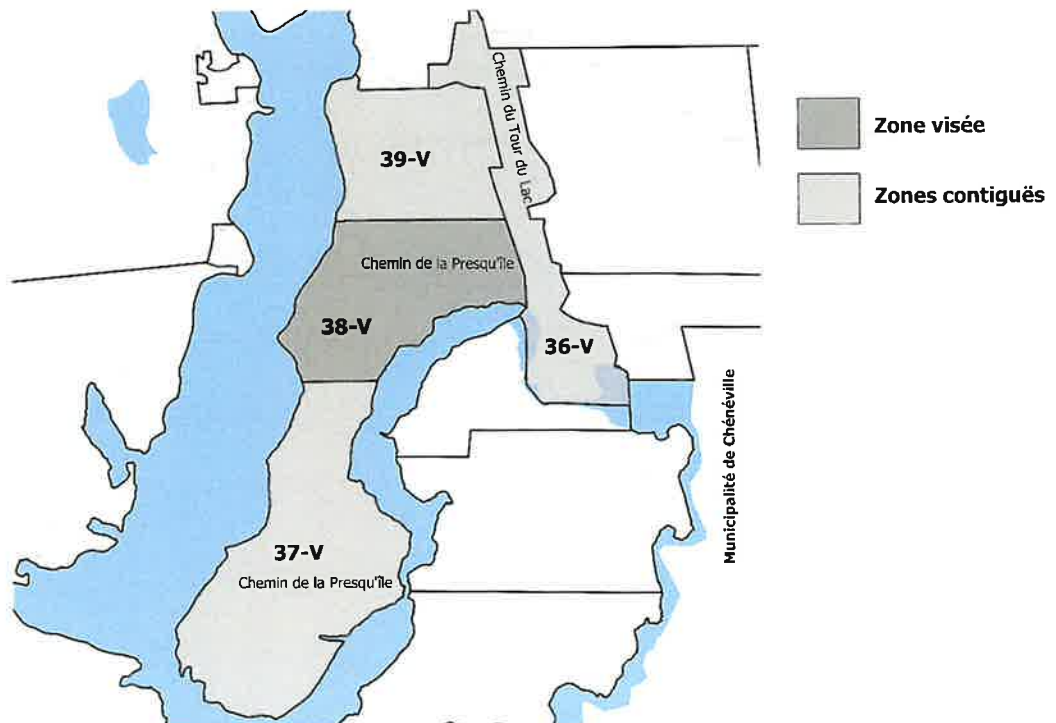 Chemin du Tour du Lac
39-V
Chemin de la Presqu'île
38-V
36-V
37-V
Chemin de la Presqu'île
Municipalité de Chénéville
Zone visée
Zones contiguës